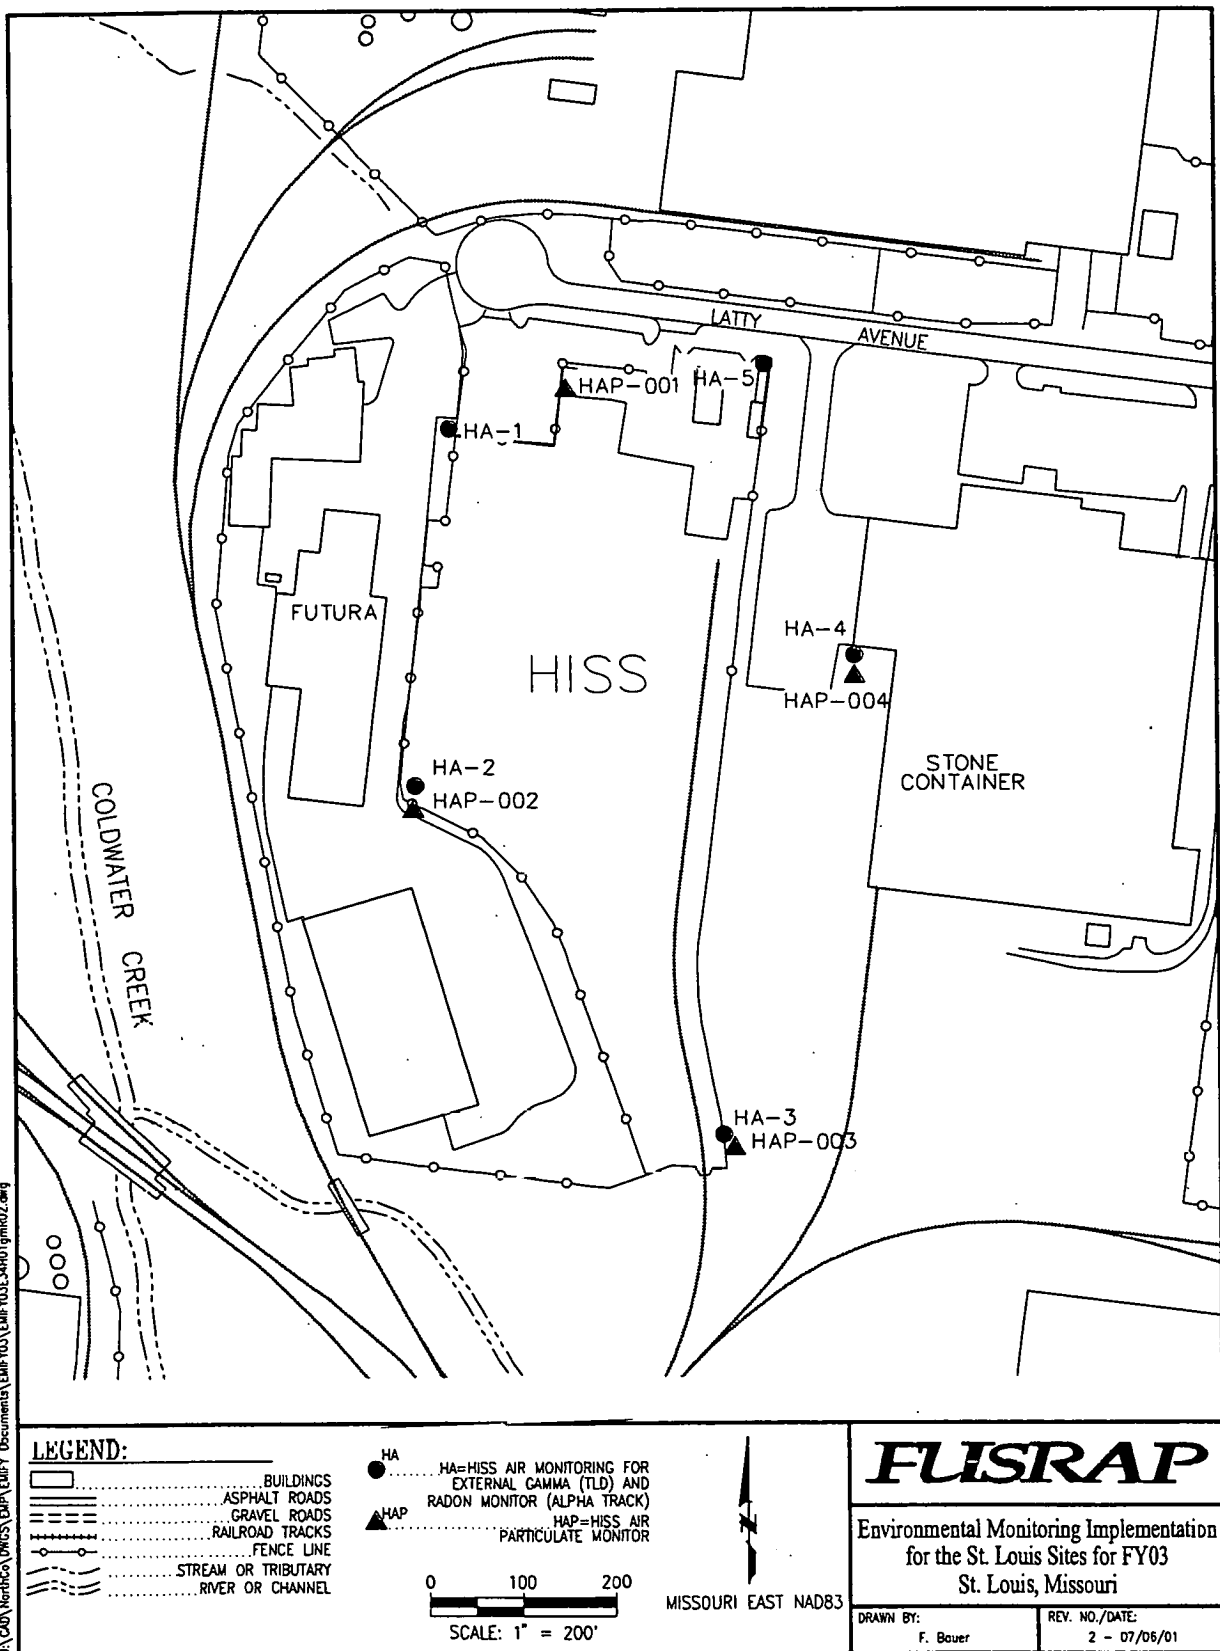 LATTY
AVENUE
HAP-001
HA-5
HA-1
FUTURA
HISS
HA-4
HAP-004
HA-2
HAP-002
STONE
CONTAINER
COLDWATER CREEK
HA-3
HAP-003
LEGEND:
BUILDINGS
ASPHALT ROADS
GRAVEL ROADS
RAILROAD TRACKS
FENCE LINE
STREAM OR TRIBUTARY
RIVER OR CHANNEL
HA
HA=HISS AIR MONITORING FOR
EXTERNAL GAMMA (TLD) AND
RADON MONITOR (ALPHA TRACK)
HAP
HAP=HISS AIR
PARTICULATE MONITOR
0 100 200
SCALE: 1" = 200'
N
MISSOURI EAST NAD83
FUSRAP
Environmental Monitoring Implementation
for the St. Louis Sites for FY03
St. Louis, Missouri
DRAWN BY:
F. Bauer
REV. NO./DATE:
2 - 07/06/01